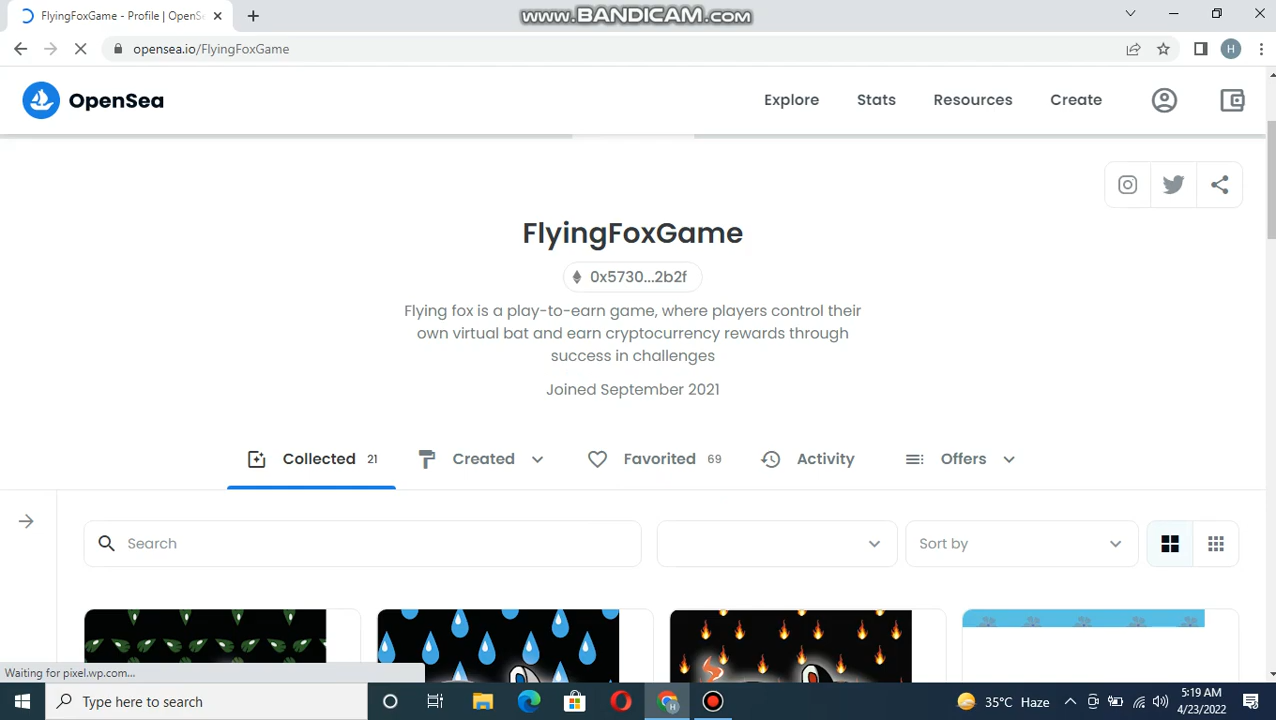 www.BANDICAM.com
FlyingFoxGame - Profile | OpenSe
opensea.io/FlyingFoxGame
H
OpenSea
Explore Stats Resources Create
FlyingFoxGame
0x5730...2b2f
Flying fox is a play-to-earn game, where players control their
own virtual bat and earn cryptocurrency rewards through
success in challenges
Joined September 2021
Collected 21 Created Favorited 69 Activity Offers
Search Sort by
Waiting for pixel.wp.com...
Type here to search
35°C Haze
5:19 AM
4/23/2022